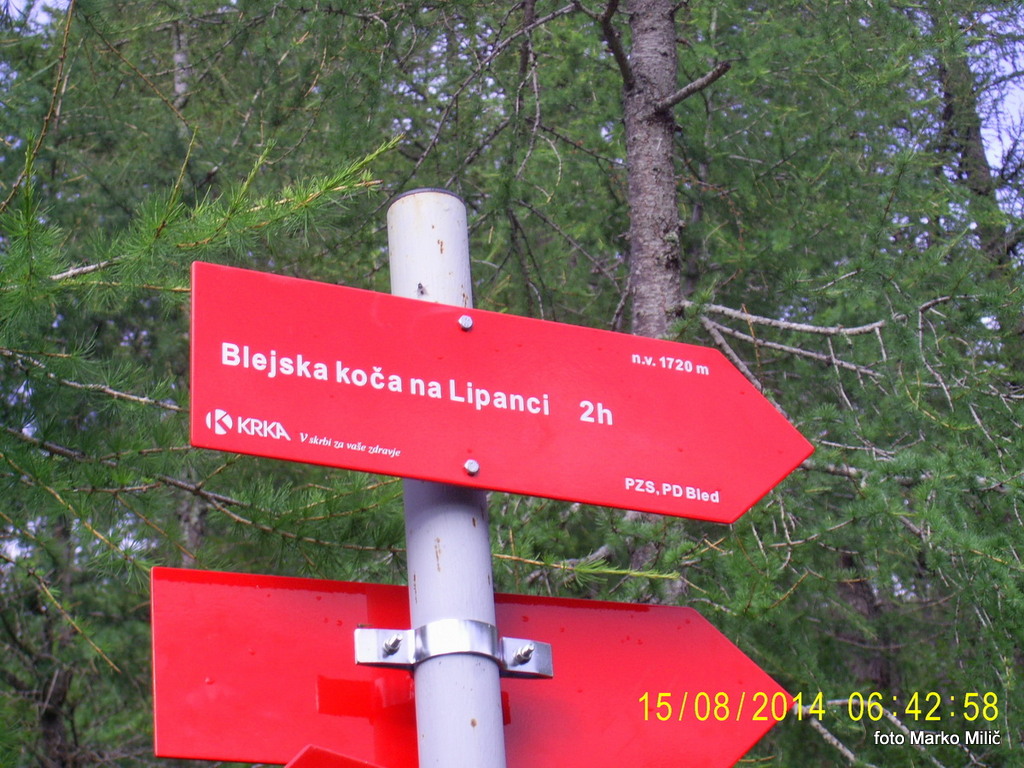 n.v. 1720 m
Blejska koča na Lipanci 2h
KRKA V skrbi za vaše zdravje
PZS, PD Bled
15/08/2014 06:42:58
foto Marko Milič